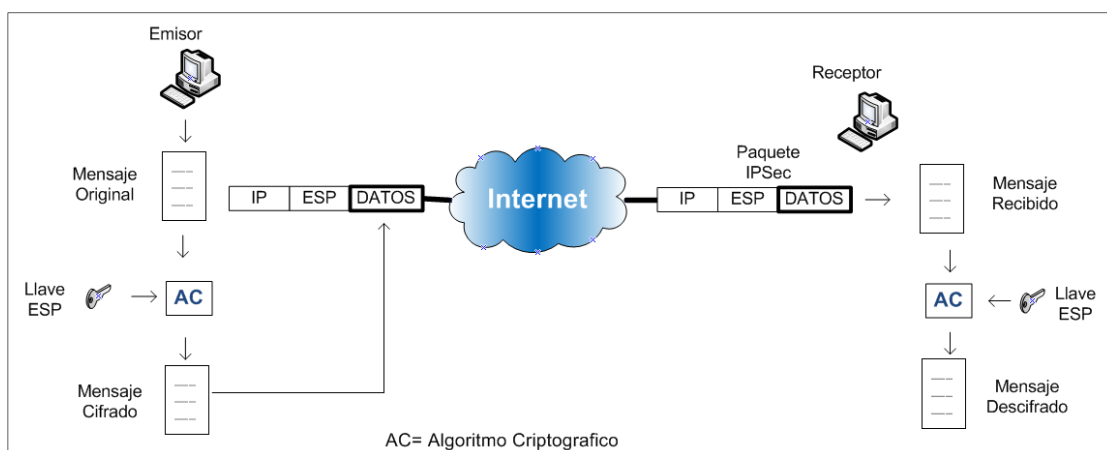 Emisor
Mensaje
Original
Llave
ESP
AC
Mensaje
Cifrado
IP ESP DATOS
Internet
Paquete
IPSec
IP ESP DATOS
Receptor
Mensaje
Recibido
AC
Llave
ESP
Mensaje
Descifrado
AC= Algoritmo Criptografico